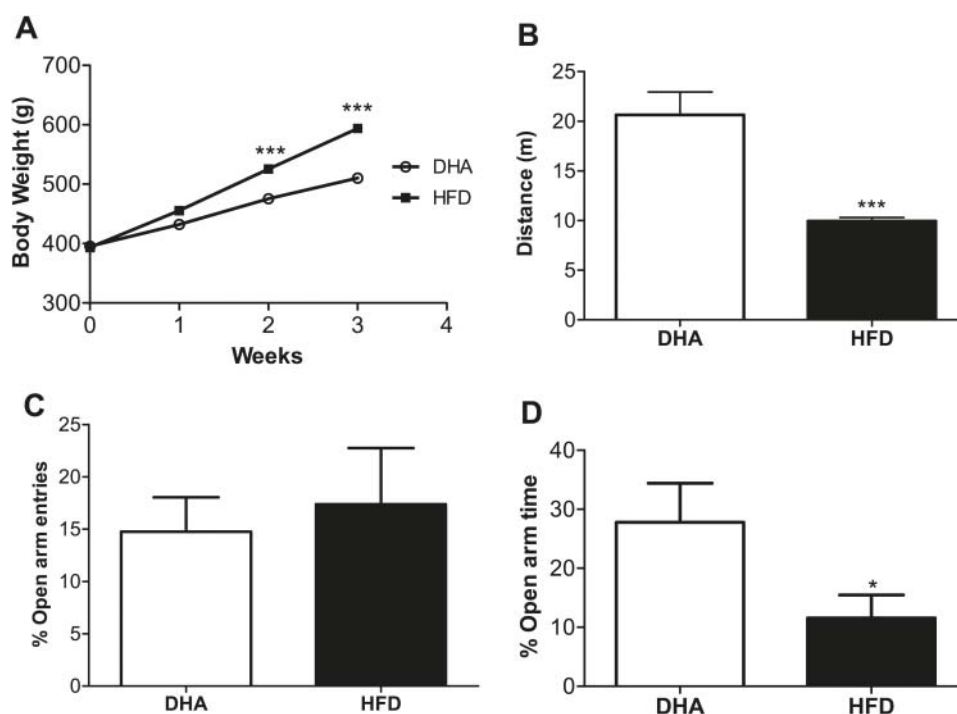 A
Body Weight (g)
700
600
500
400
300
0
1
2
3
4
Weeks
***
***
DHA
HFD
B
Distance (m)
25
20
15
10
5
0
***
DHA
HFD
C
% Open arm entries
25
20
15
10
5
0
DHA
HFD
D
% Open arm time
40
30
20
10
0
*
DHA
HFD